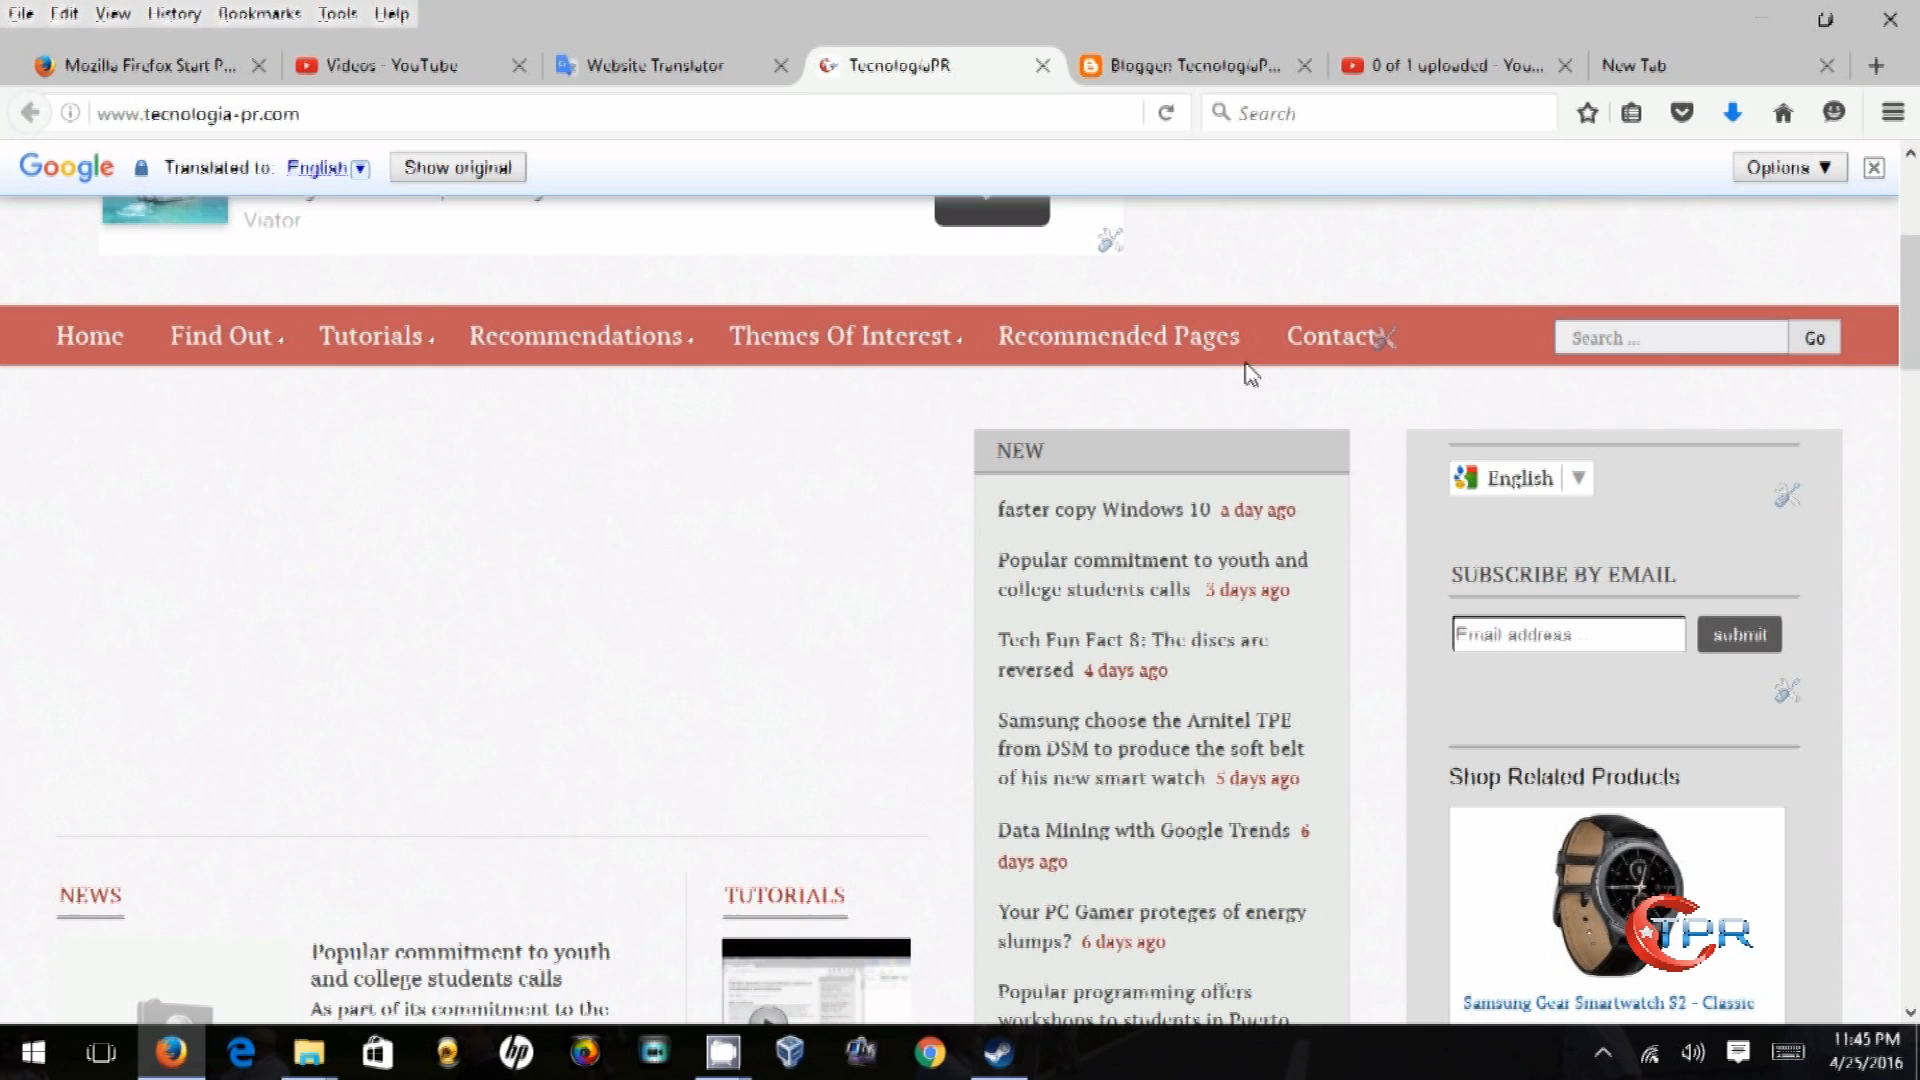 File Edit View History Bookmarks Tools Help
Mozilla Firefox Start P... Videos - YouTube Website Translator TecnologiaPR Blogger: TecnologiaP... 0 of 1 uploaded - You... New Tab
www.tecnologia-pr.com Search
Google Translated to: English Show original Options
Viator
Home Find Out Tutorials Recommendations Themes Of Interest Recommended Pages Contact Search ... Go
NEW
faster copy Windows 10 a day ago
Popular commitment to youth and
college students calls 3 days ago
Tech Fun Fact 8: The discs are
reversed 4 days ago
Samsung choose the Arnitel TPE
from DSM to produce the soft belt
of his new smart watch 5 days ago
Data Mining with Google Trends 6
days ago
Your PC Gamer proteges of energy
slumps? 6 days ago
Popular programming offers
workshops to students in Puerto
English
SUBSCRIBE BY EMAIL
Email address ... submit
Shop Related Products
TPR
Samsung Gear Smartwatch S2 - Classic
NEWS
Popular commitment to youth
and college students calls
As part of its commitment to the
TUTORIALS
hp
11:45 PM
4/25/2016